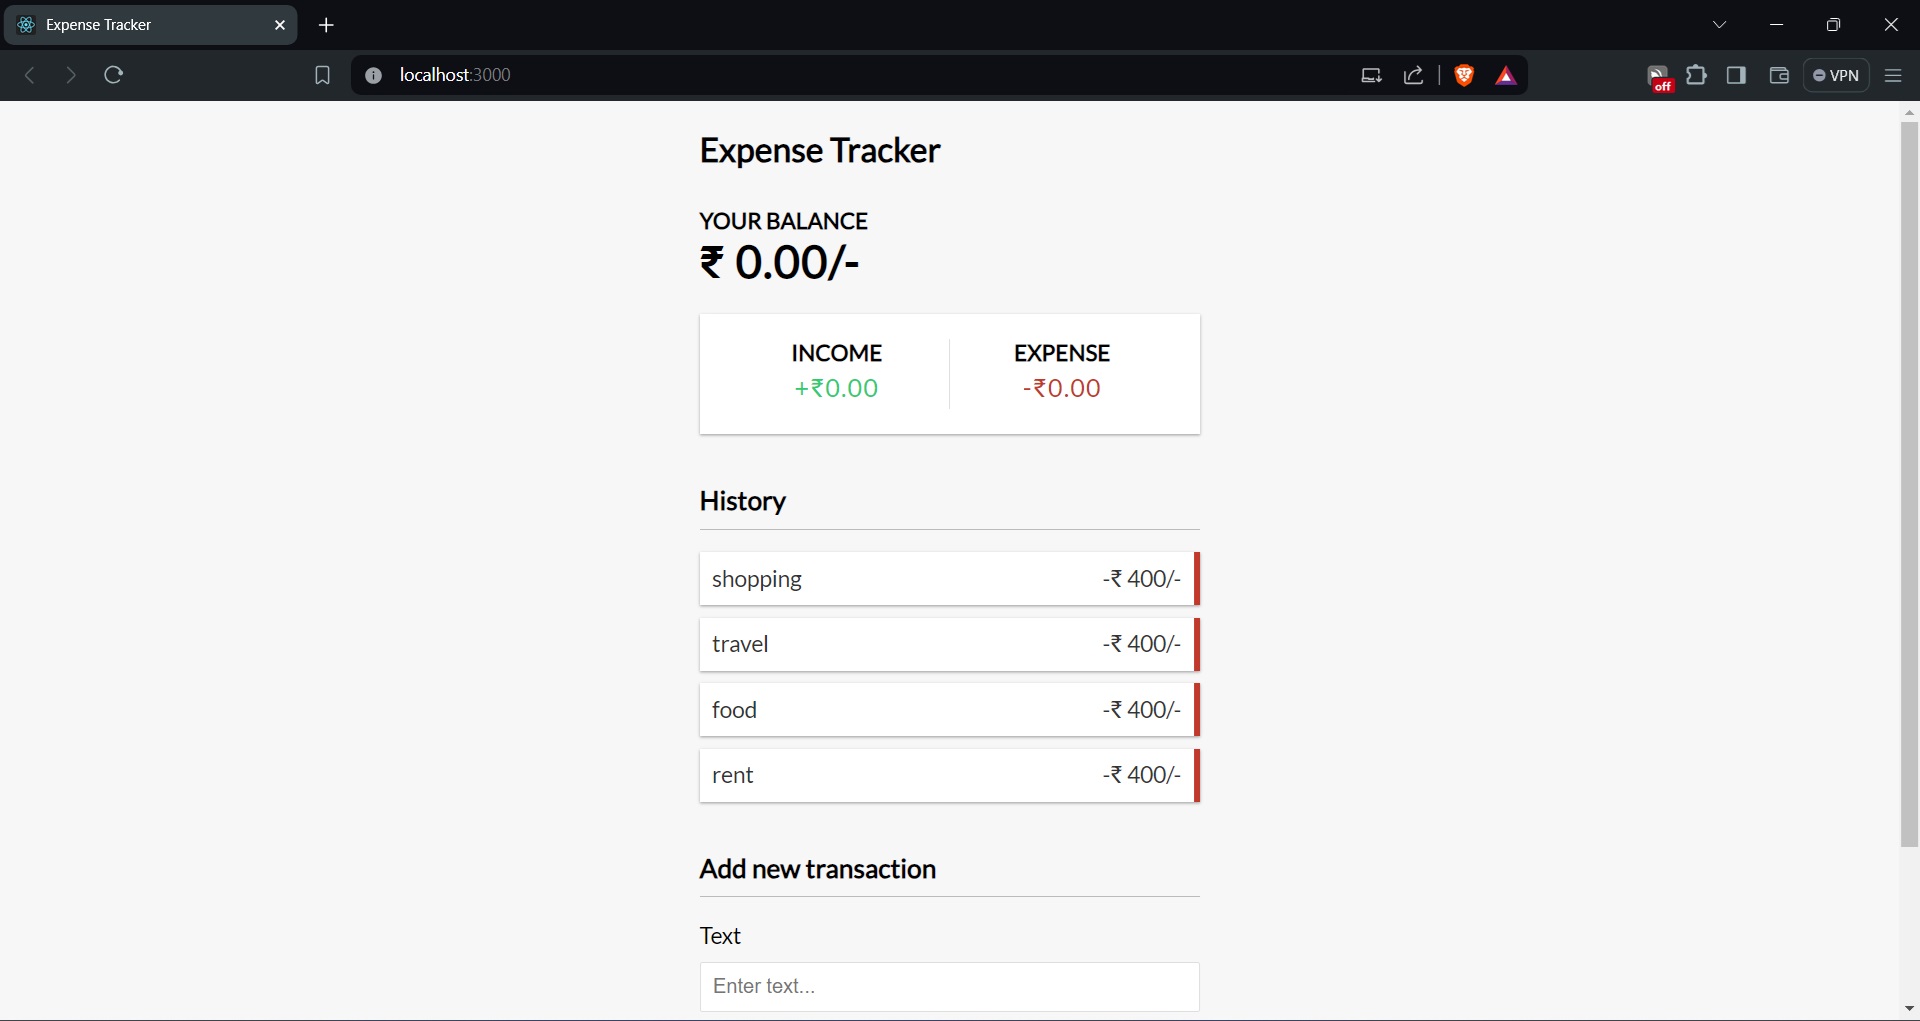 Expense Tracker
localhost:3000
off
VPN
Expense Tracker
YOUR BALANCE
₹ 0.00/-
INCOME
EXPENSE
+₹0.00
-₹0.00
History
shopping -₹ 400/-
travel -₹ 400/-
food -₹ 400/-
rent -₹ 400/-
Add new transaction
Text
Enter text...